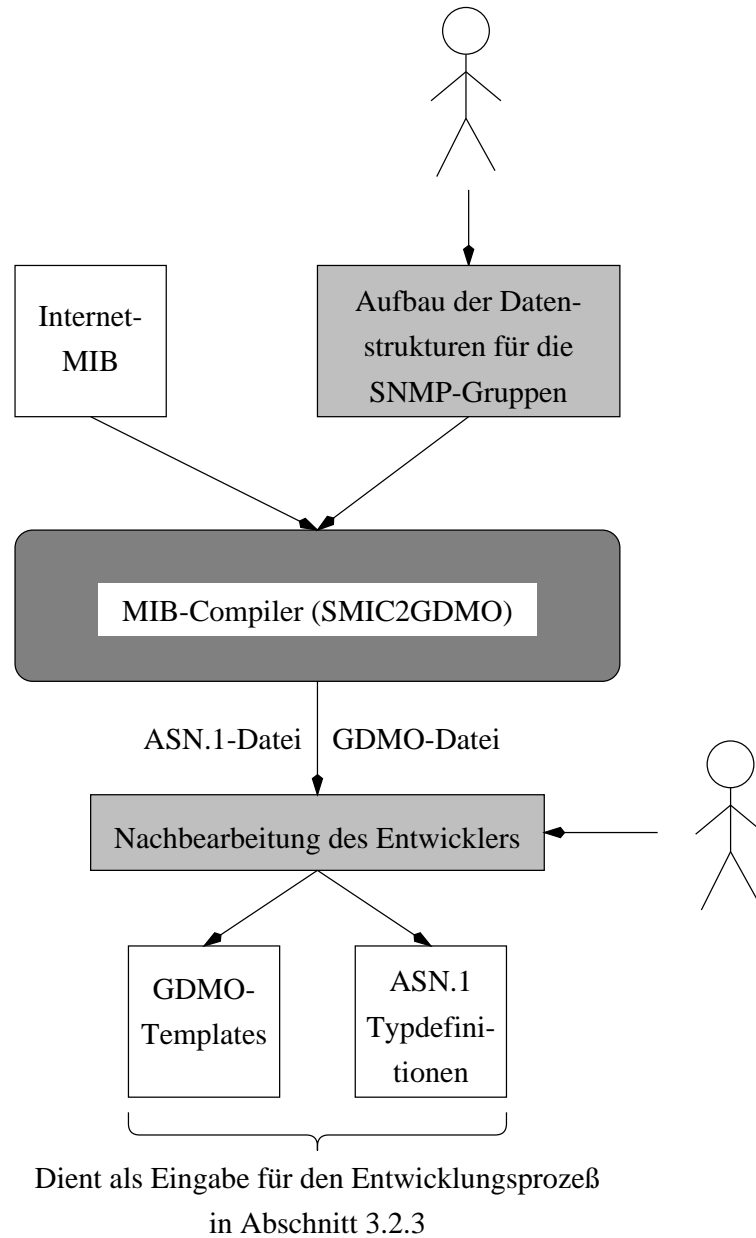 Internet-
MIB
Aufbau der Daten-
strukturen für die
SNMP-Gruppen
MIB-Compiler (SMIC2GDMO)
ASN.1-Datei
GDMO-Datei
Nachbearbeitung des Entwicklers
GDMO-
Templates
ASN.1
Typdefini-
tionen
Dient als Eingabe für den Entwicklungsprozeß
in Abschnitt 3.2.3